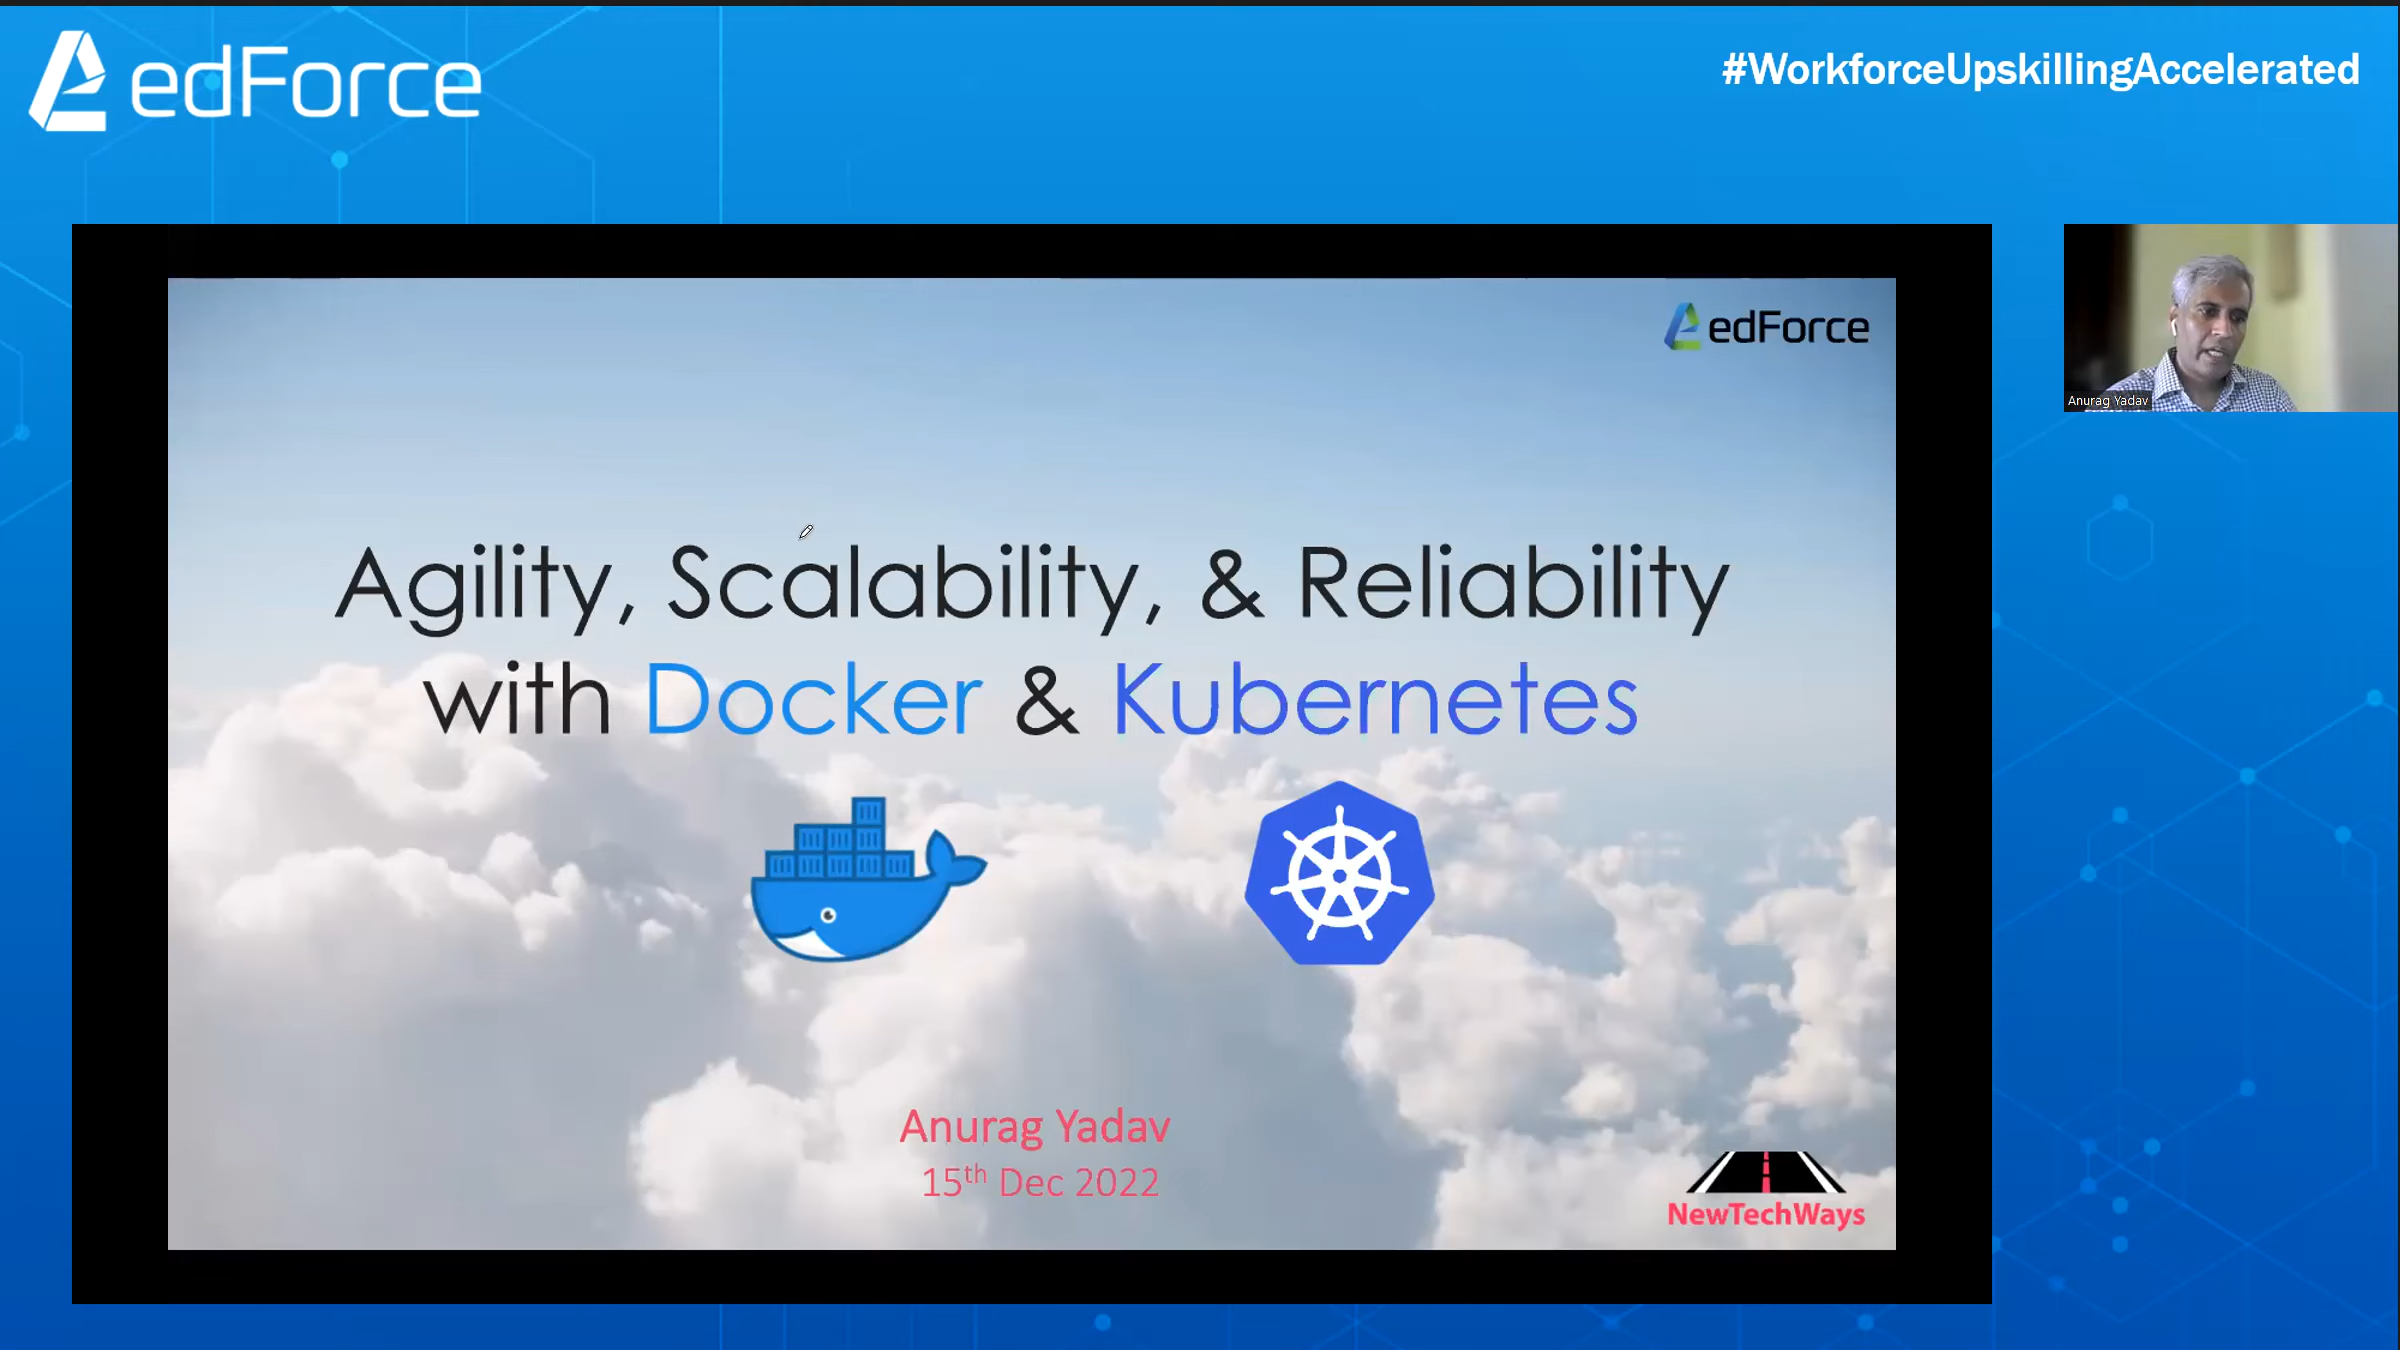 edForce
#WorkforceUpskillingAccelerated
edForce
Agility, Scalability, & Reliability
with Docker & Kubernetes
Anurag Yadav
15th Dec 2022
NewTechWays
Anurag Yadav